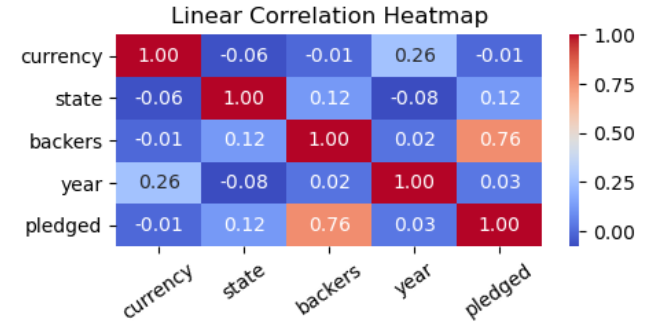 Linear Correlation Heatmap
currency 1.00 -0.06 -0.01 0.26 -0.01
state -0.06 1.00 0.12 -0.08 0.12
backers -0.01 0.12 1.00 0.02 0.76
year 0.26 -0.08 0.02 1.00 0.03
pledged -0.01 0.12 0.76 0.03 1.00
currency state backers year pledged
1.00
0.75
0.50
0.25
0.00